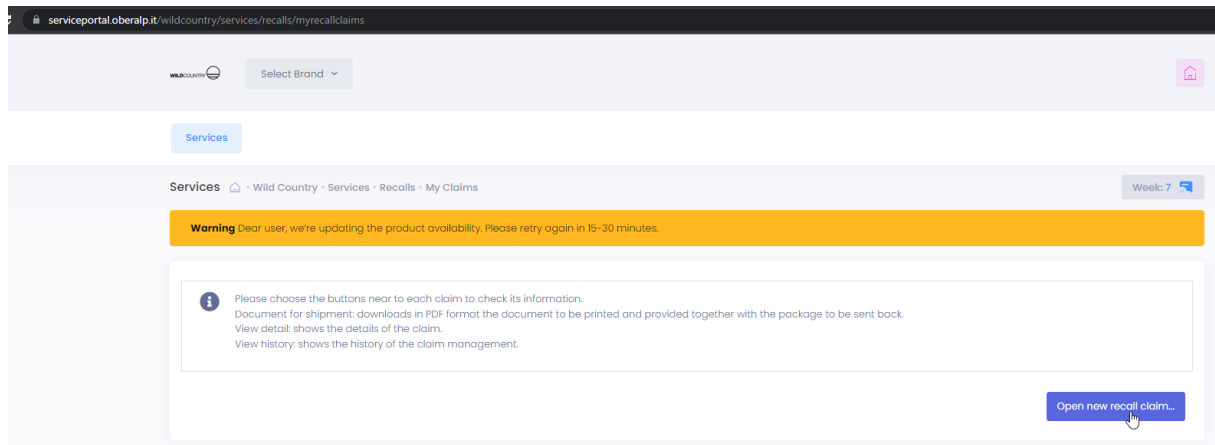 serviceportal.oberalp.it/wildcountry/services/recalls/myrecallclaims
WILDCOUNTRY
Select Brand
Services
Services • Wild Country • Services • Recalls • My Claims
Week: 7
Warning Dear user, we're updating the product availability. Please retry again in 15-30 minutes.
Please choose the buttons near to each claim to check its information.
Document for shipment: downloads in PDF format the document to be printed and provided together with the package to be sent back.
View detail: shows the details of the claim.
View history: shows the history of the claim management.
Open new recall claim...